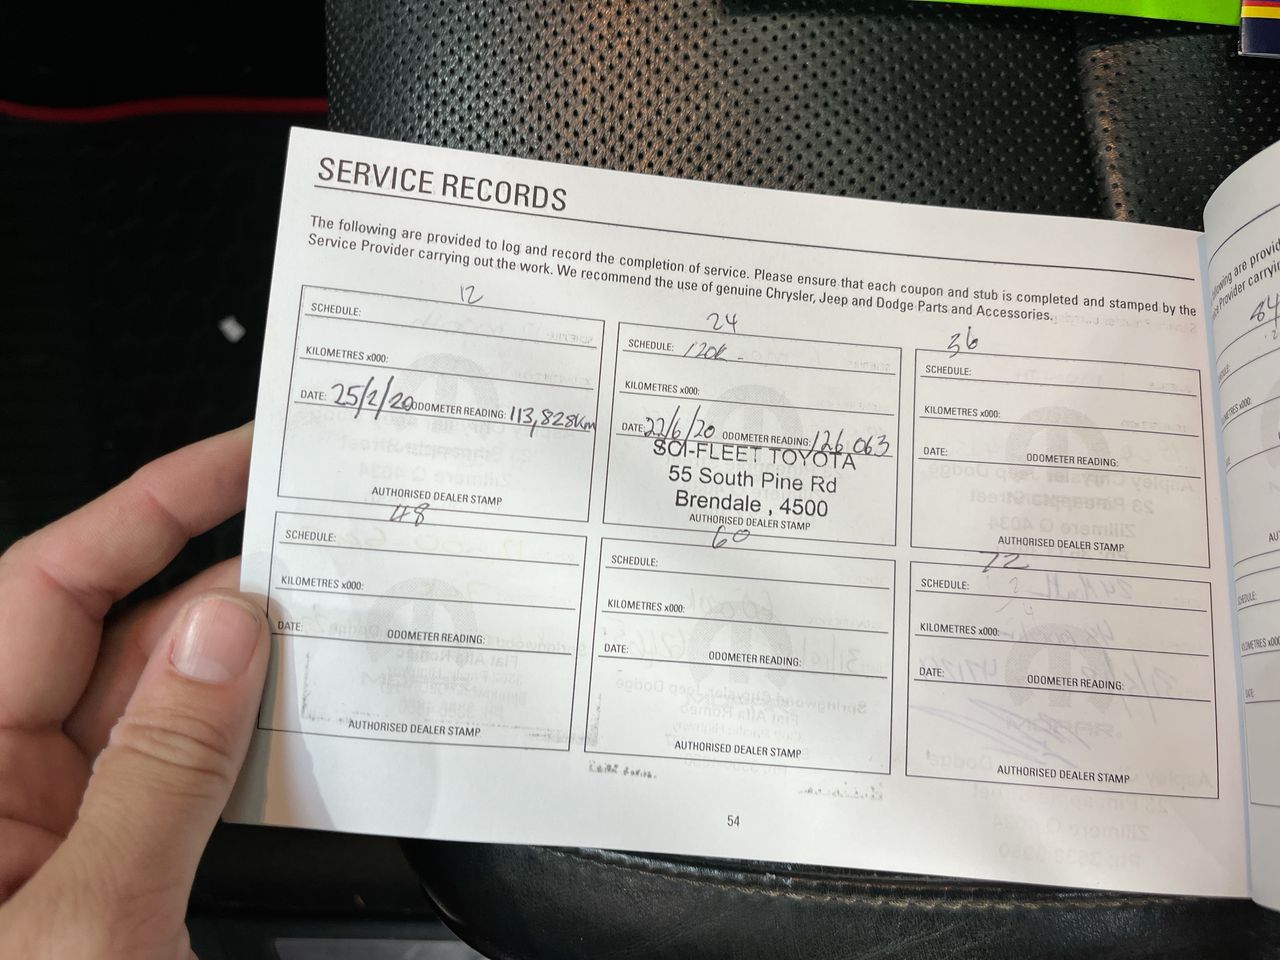 SERVICE RECORDS
The following are provided to log and record the completion of service. Please ensure that each coupon and stub is completed and stamped by the
Service Provider carrying out the work. We recommend the use of genuine Chrysler, Jeep and Dodge Parts and Accessories.
12
SCHEDULE:
KILOMETRES x000:
DATE: 25/2/20 ODOMETER READING: 113,828km
AUTHORISED DEALER STAMP
24
SCHEDULE: 120k
KILOMETRES x000:
DATE: 22/6/20 ODOMETER READING: 126,063
SCI-FLEET TOYOTA
55 South Pine Rd
Brendale , 4500
AUTHORISED DEALER STAMP
36
SCHEDULE:
KILOMETRES x000:
DATE: ODOMETER READING:
AUTHORISED DEALER STAMP
48
SCHEDULE:
KILOMETRES x000:
DATE: ODOMETER READING:
AUTHORISED DEALER STAMP
60
SCHEDULE:
KILOMETRES x000:
DATE: ODOMETER READING:
AUTHORISED DEALER STAMP
72
SCHEDULE:
KILOMETRES x000:
DATE: ODOMETER READING:
AUTHORISED DEALER STAMP
54
are provid
Provider carryin
84